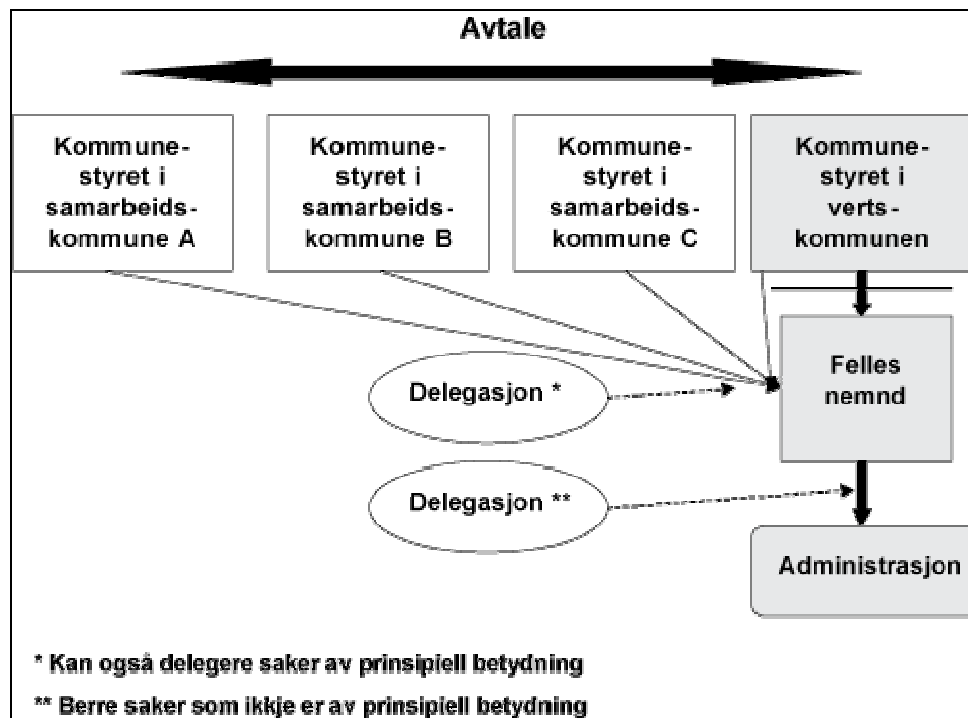 Avtale
Kommune-
styret i
samarbeids-
kommune A
Kommune-
styret i
samarbeids-
kommune B
Kommune-
styret i
samarbeids-
kommune C
Kommune-
styret i
verts-
kommunen
Felles
nemnd
Delegasjon *
Delegasjon **
Administrasjon
* Kan også delegere saker av prinsipiell betydning
** Berre saker som ikkje er av prinsipiell betydning